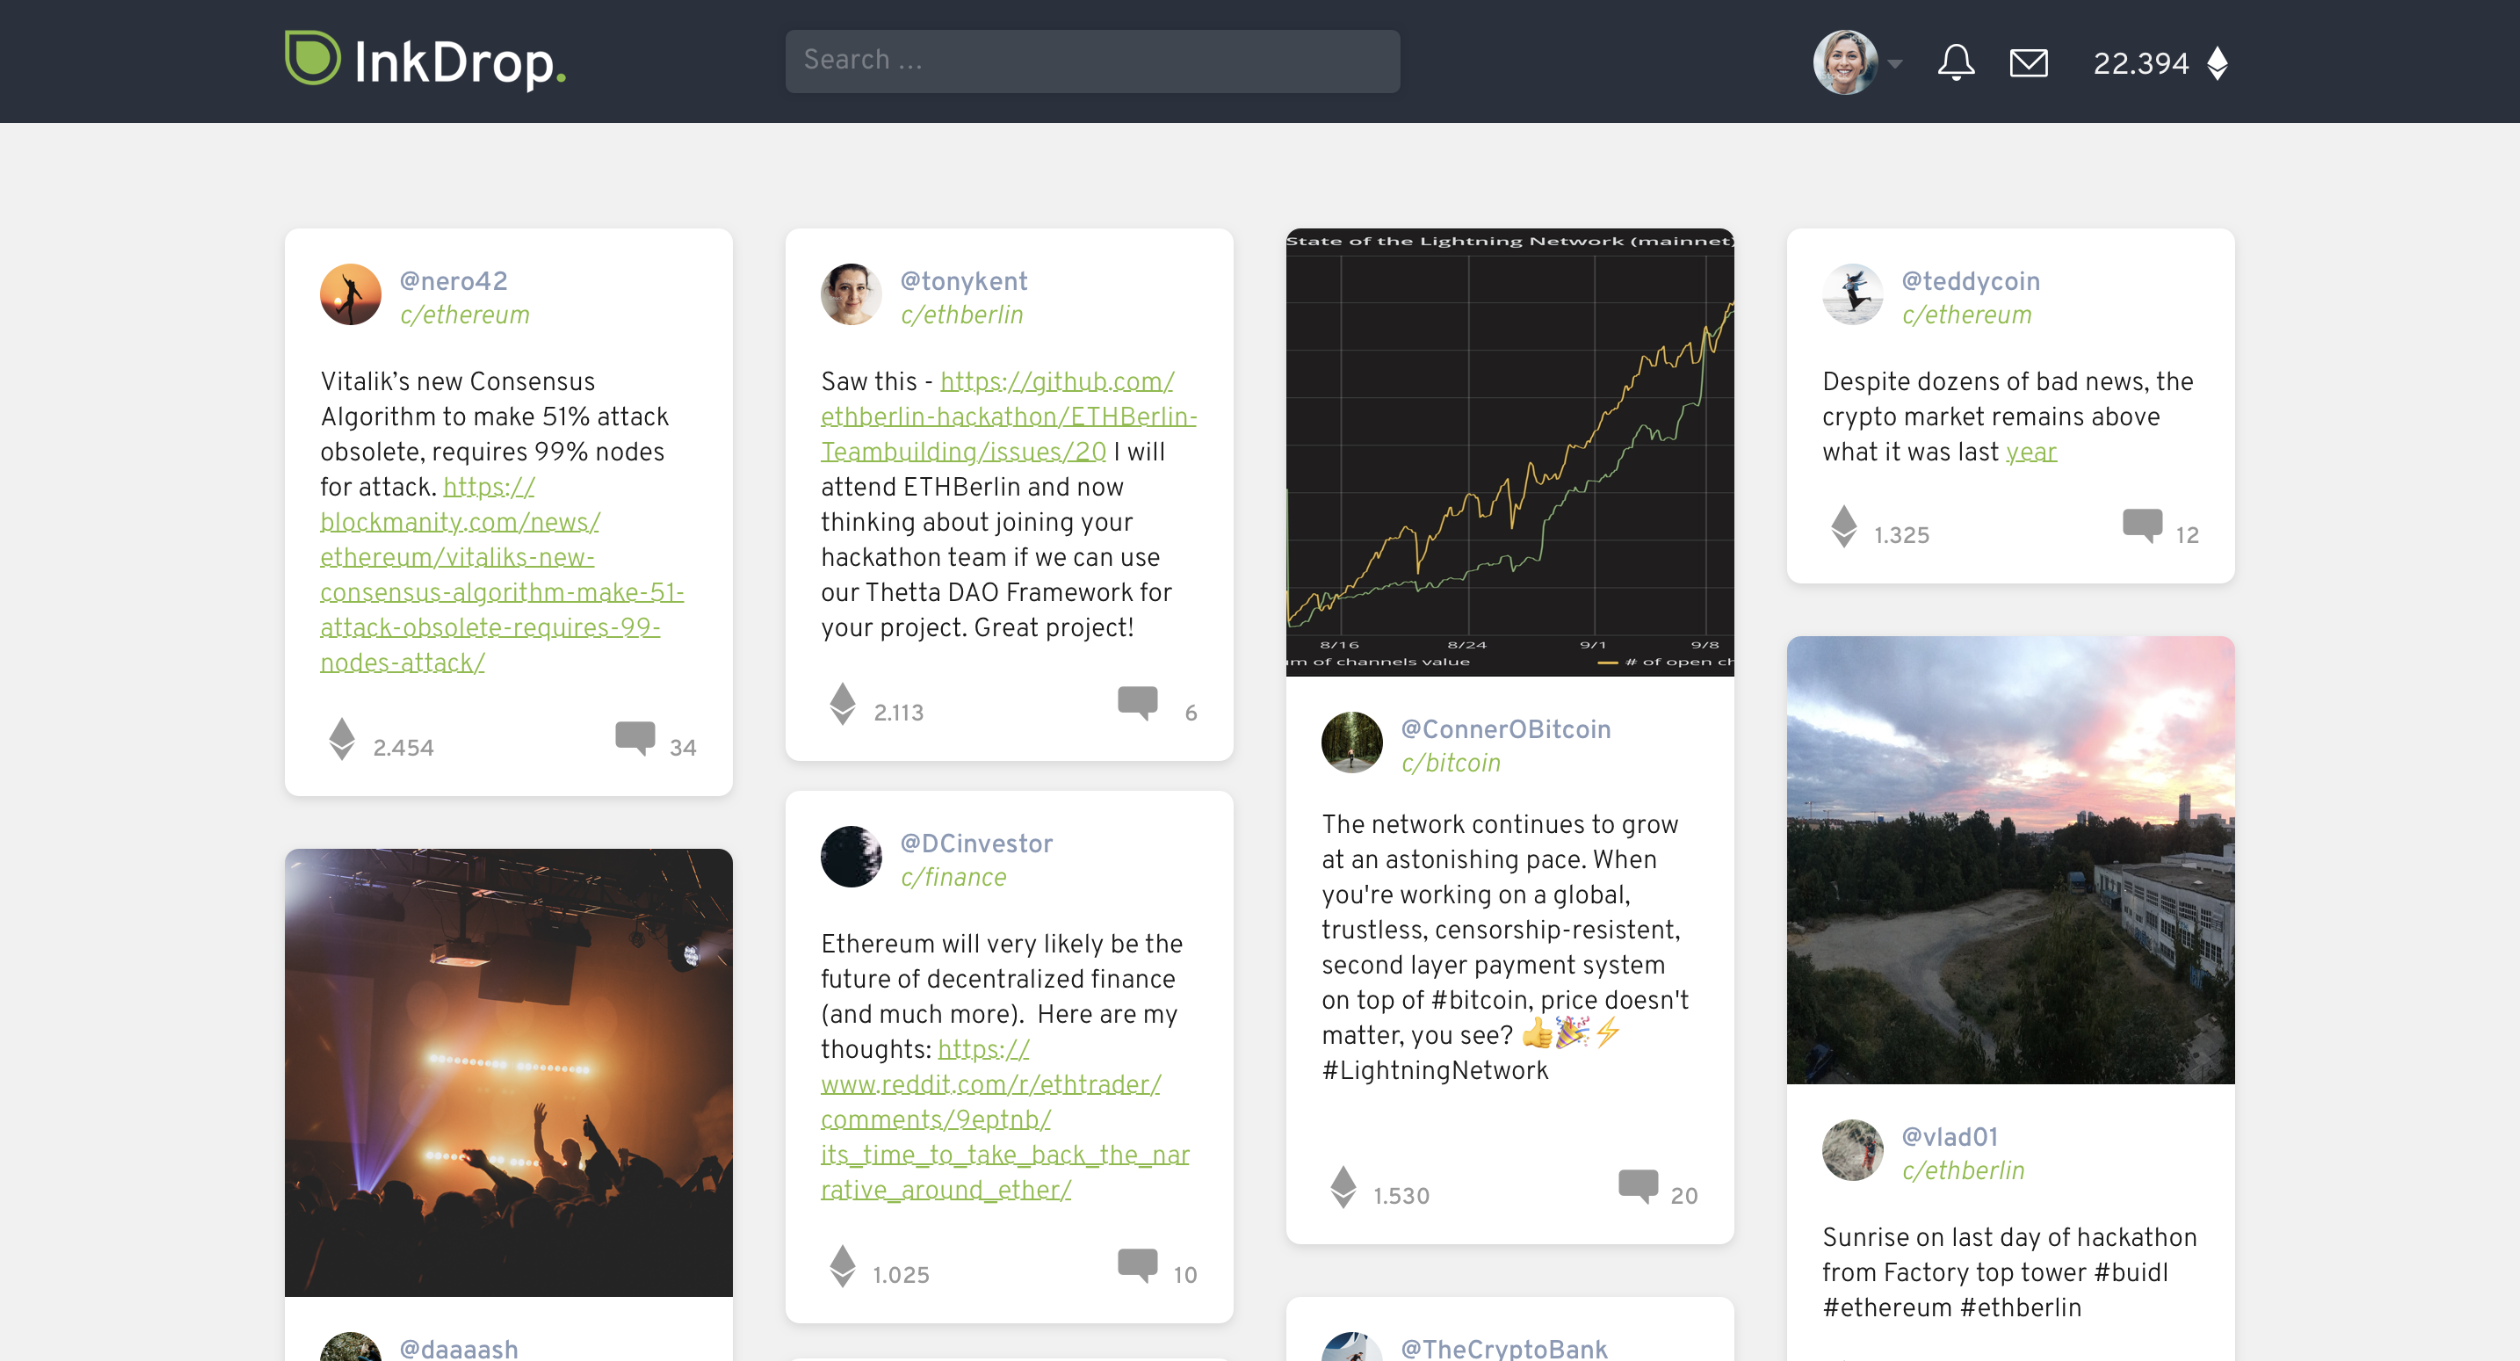 InkDrop.
Search ...
22.394
@nero42
c/ethereum
Vitalik’s new Consensus
Algorithm to make 51% attack
obsolete, requires 99% nodes
for attack. https://
blockmanity.com/news/
ethereum/vitaliks-new-
consensus-algorithm-make-51-
attack-obsolete-requires-99-
nodes-attack/
2.454
34
@daaaash
@tonykent
c/ethberlin
Saw this - https://github.com/
ethberlin-hackathon/ETHBerlin-
Teambuilding/issues/20 I will
attend ETHBerlin and now
thinking about joining your
hackathon team if we can use
our Thetta DAO Framework for
your project. Great project!
2.113
6
@DCinvestor
c/finance
Ethereum will very likely be the
future of decentralized finance
(and much more).  Here are my
thoughts: https://
www.reddit.com/r/ethtrader/
comments/9eptnb/
its_time_to_take_back_the_nar
rative_around_ether/
1.025
10
State of the Lightning Network (mainnet)
8/16 8/24 9/1 9/8
of channels value # of open
@ConnerOBitcoin
c/bitcoin
The network continues to grow
at an astonishing pace. When
you're working on a global,
trustless, censorship-resistent,
second layer payment system
on top of #bitcoin, price doesn't
matter, you see? 👍🎉⚡
#LightningNetwork
1.530
20
@TheCryptoBank
@teddycoin
c/ethereum
Despite dozens of bad news, the
crypto market remains above
what it was last year
1.325
12
@vlad01
c/ethberlin
Sunrise on last day of hackathon
from Factory top tower #buidl
#ethereum #ethberlin